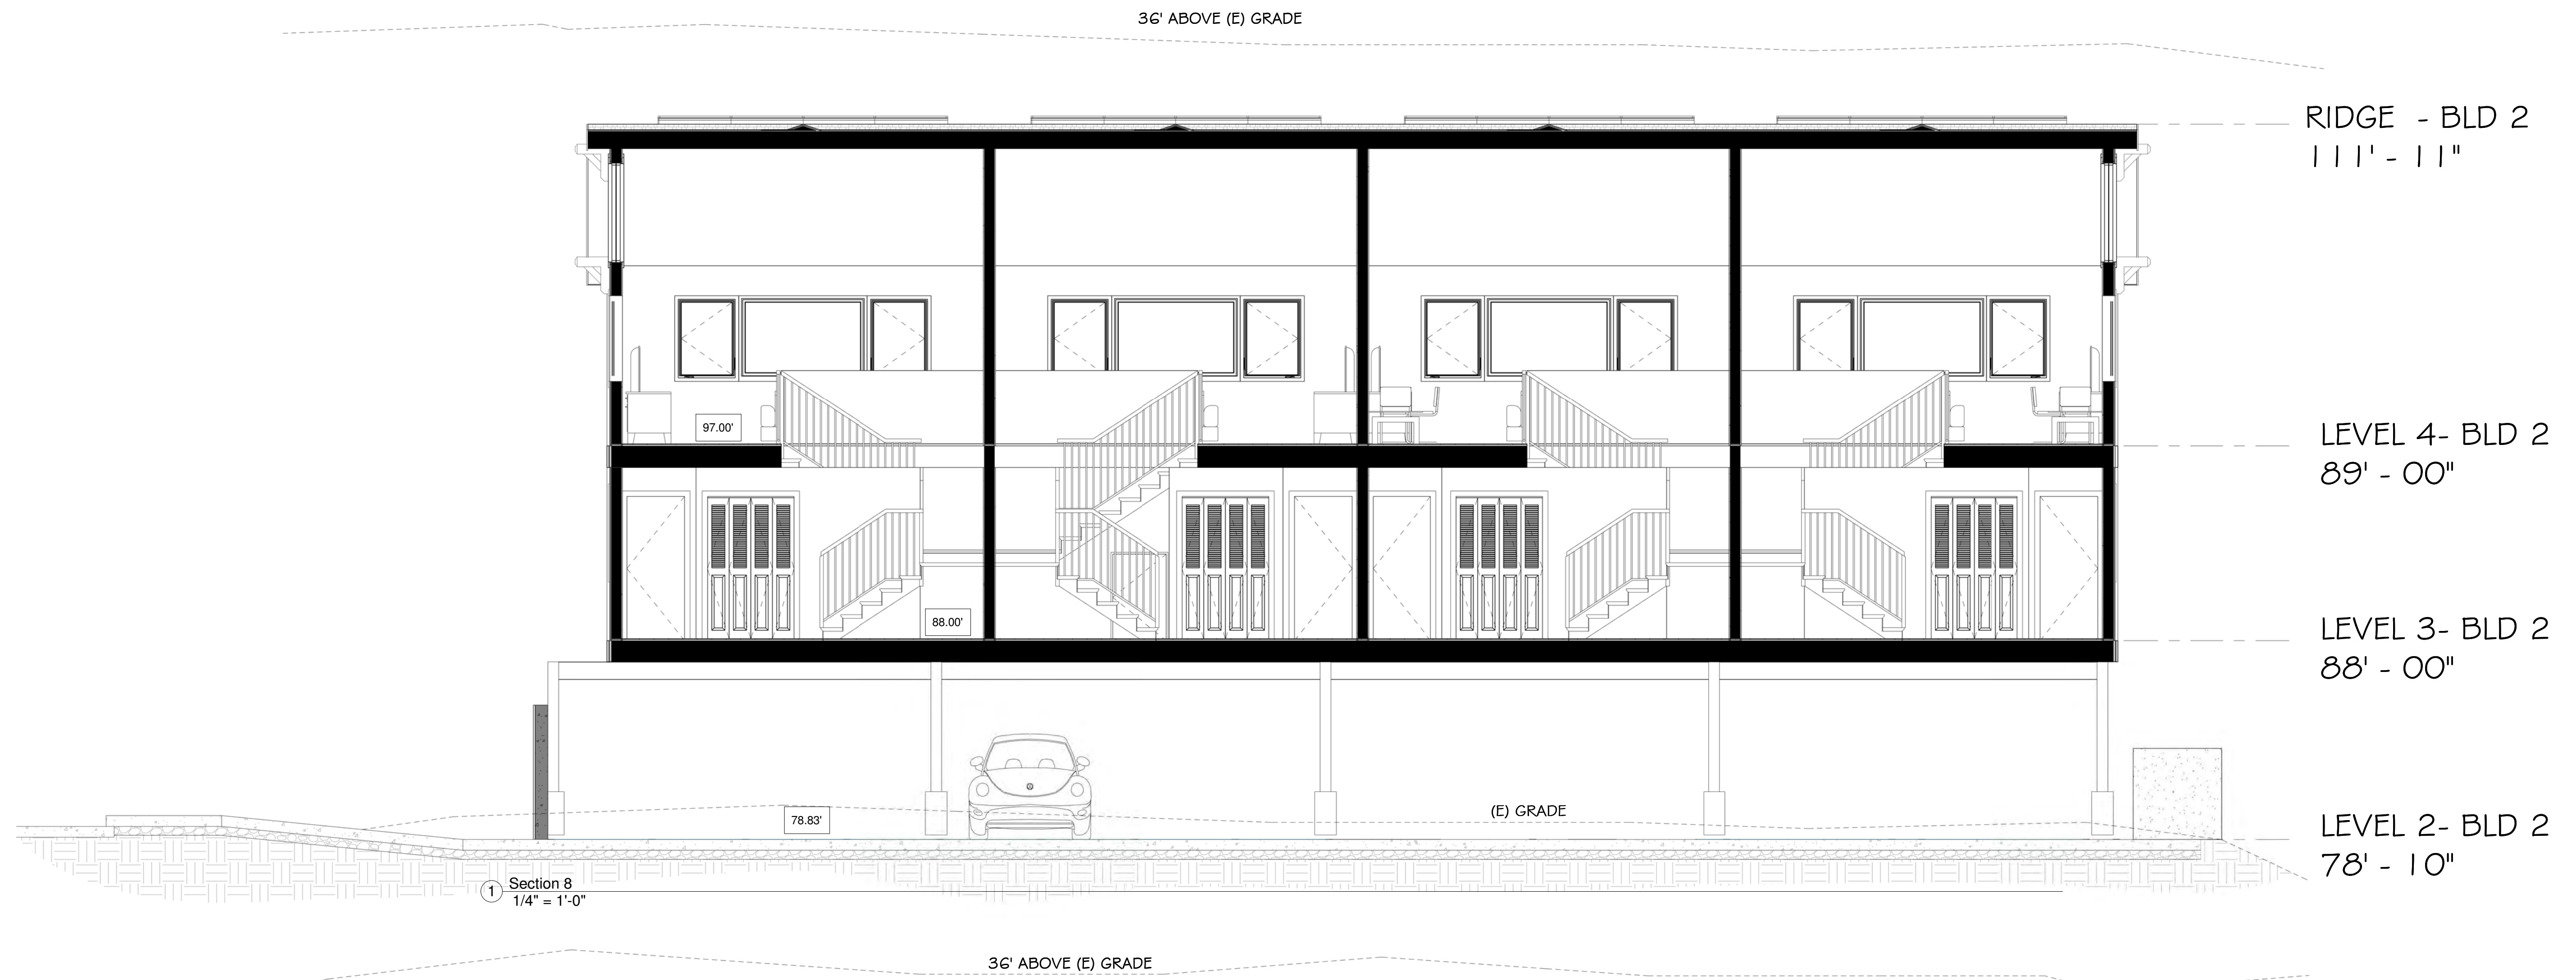 36' ABOVE (E) GRADE
RIDGE - BLD 2
111' - 11"
97.00'
LEVEL 4- BLD 2
89' - 00"
88.00'
LEVEL 3- BLD 2
88' - 00"
78.83'
(E) GRADE
LEVEL 2- BLD 2
78' - 10"
1 Section 8
1/4" = 1'-0"
36' ABOVE (E) GRADE